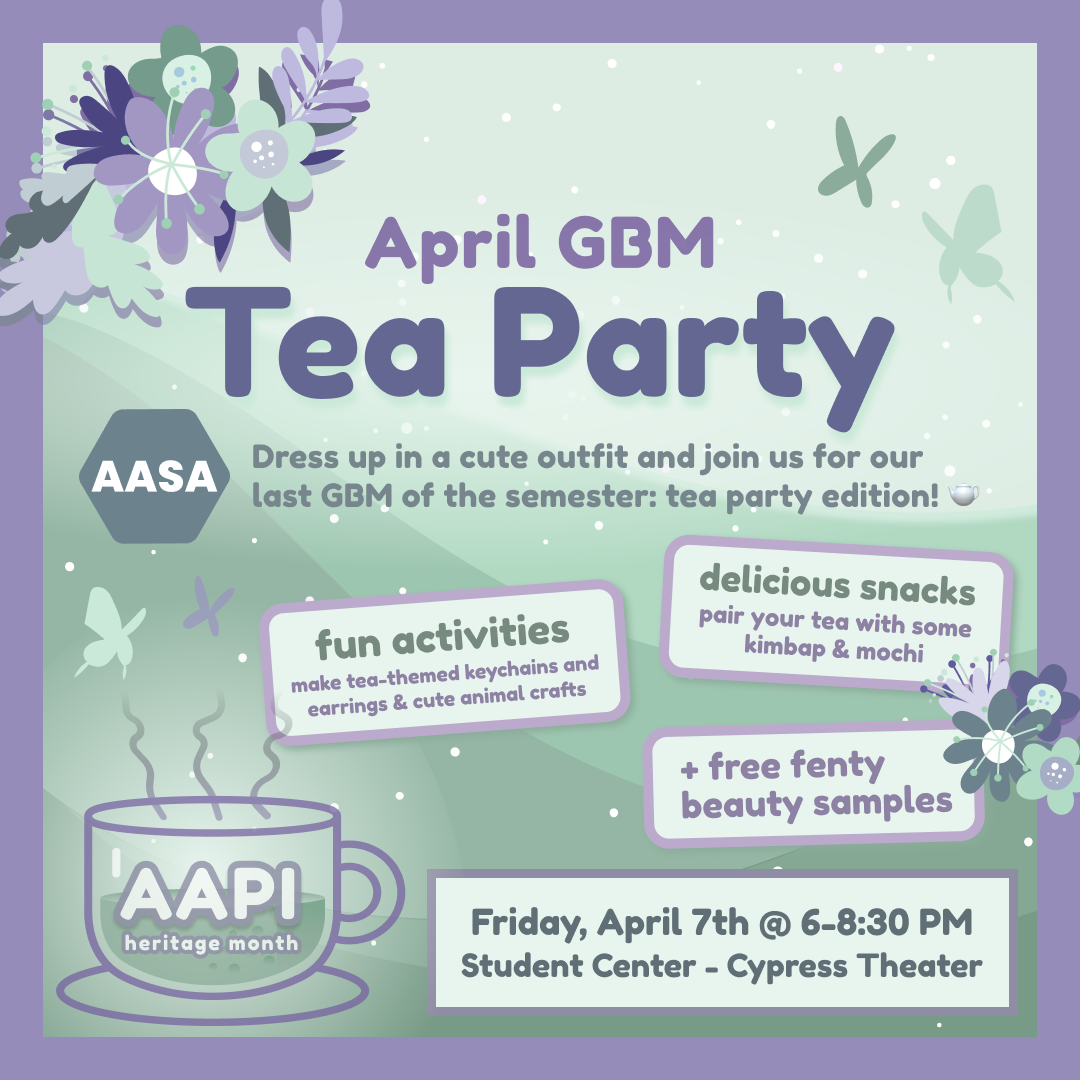 April GBM
Tea Party
AASA
Dress up in a cute outfit and join us for our
last GBM of the semester: tea party edition! 🫖
delicious snacks
pair your tea with some
kimbap & mochi
fun activities
make tea-themed keychains and
earrings & cute animal crafts
+ free fenty
beauty samples
AAPI
heritage month
Friday, April 7th @ 6-8:30 PM
Student Center - Cypress Theater